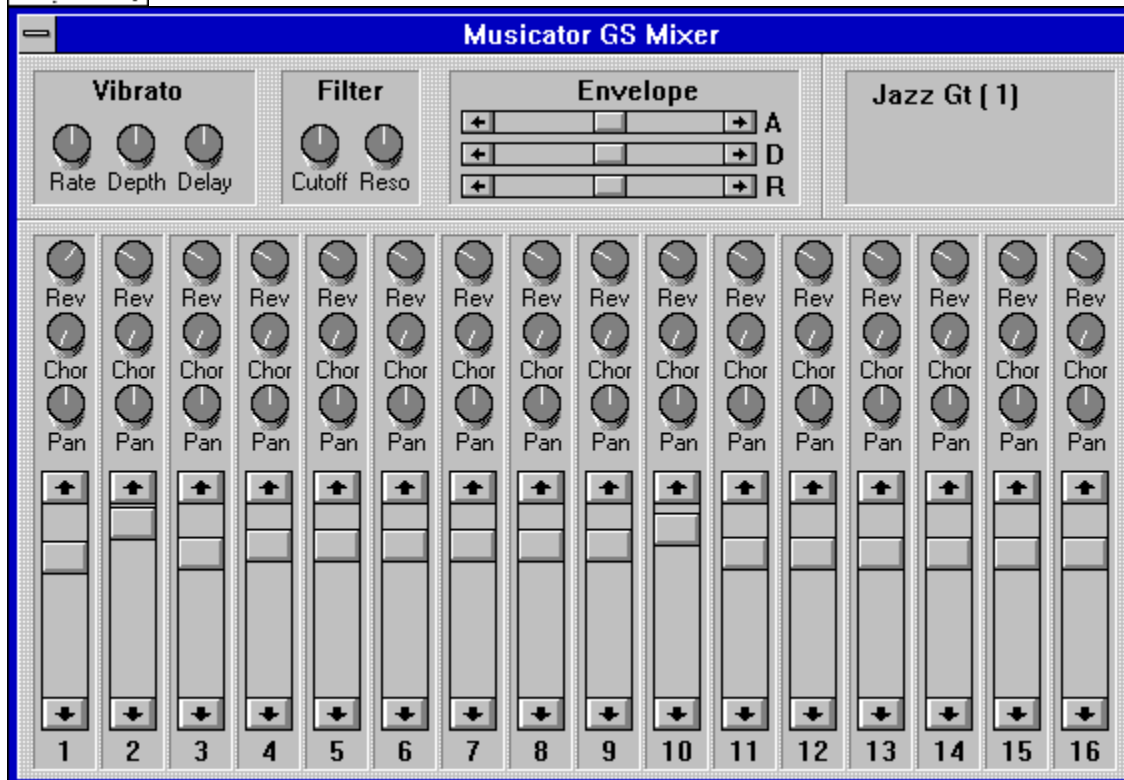 Musicator GS Mixer
Vibrato Filter Envelope Jazz Gt ( 1)
A
D
Rate Depth Delay Cutoff Reso R
Rev Rev Rev Rev Rev Rev Rev Rev Rev Rev Rev Rev Rev Rev Rev Rev
Chor Chor Chor Chor Chor Chor Chor Chor Chor Chor Chor Chor Chor Chor Chor Chor
Pan Pan Pan Pan Pan Pan Pan Pan Pan Pan Pan Pan Pan Pan Pan Pan
1 2 3 4 5 6 7 8 9 10 11 12 13 14 15 16